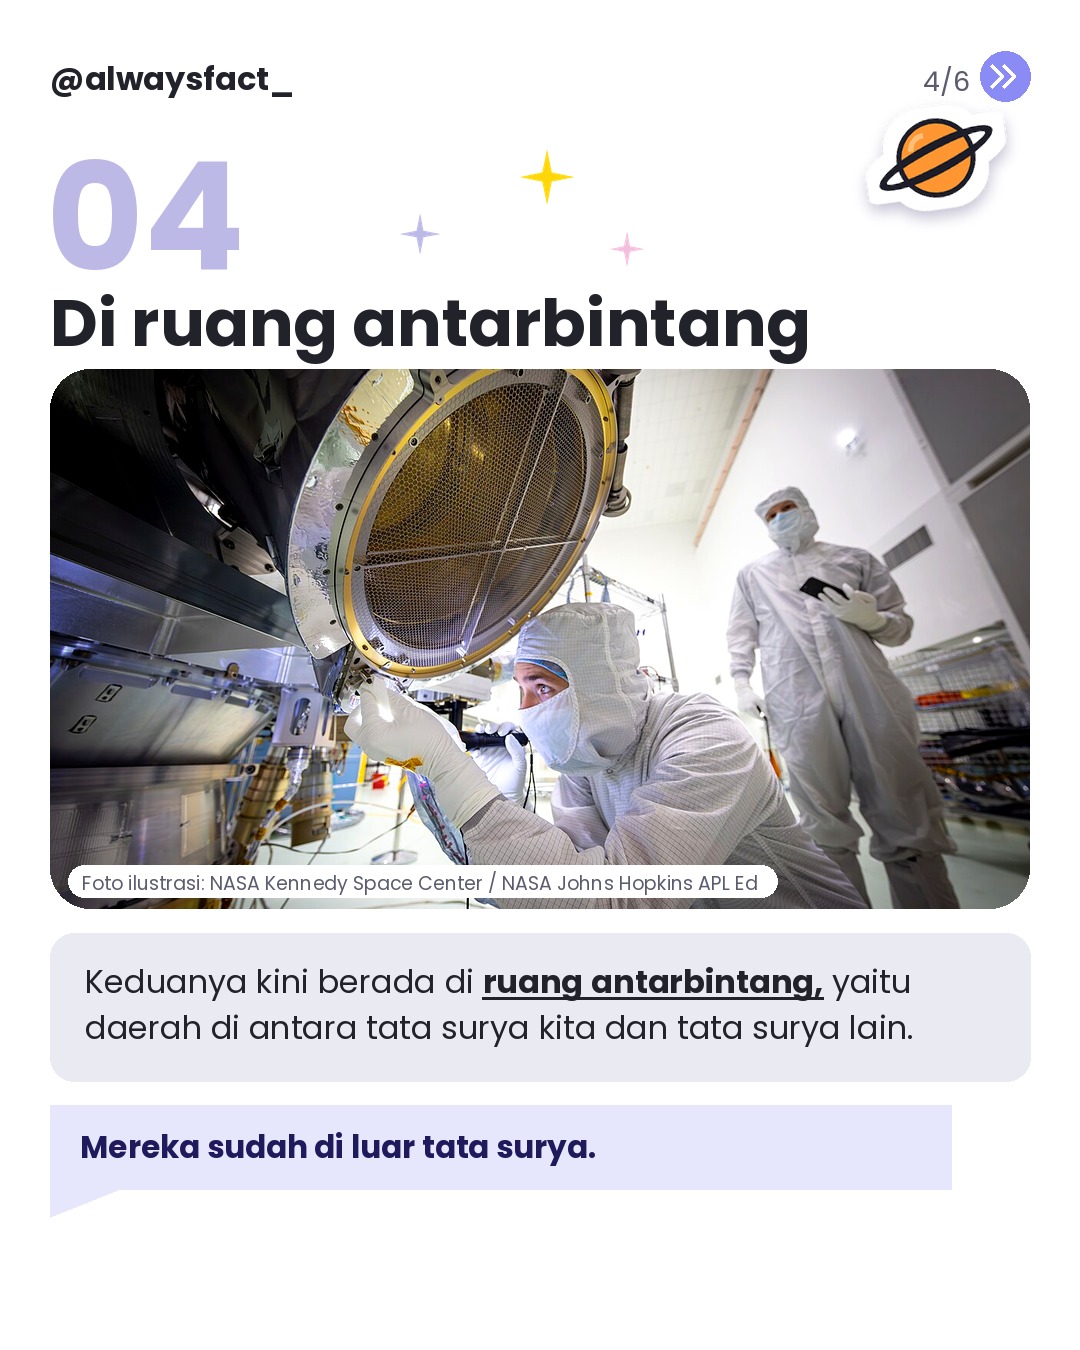 @alwaysfact_
4/6
04
Di ruang antarbintang
Foto ilustrasi: NASA Kennedy Space Center / NASA Johns Hopkins APL Ed
Keduanya kini berada di ruang antarbintang, yaitu
daerah di antara tata surya kita dan tata surya lain.
Mereka sudah di luar tata surya.